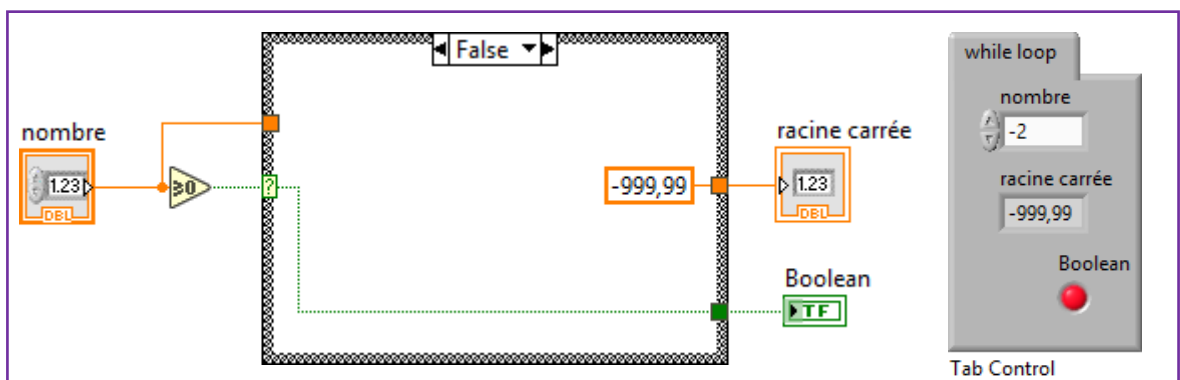 False
nombre
1.23
DBL
≥0
?
-999,99
racine carrée
1.23
DBL
Boolean
TF
while loop
nombre
-2
racine carrée
-999,99
Boolean
Tab Control